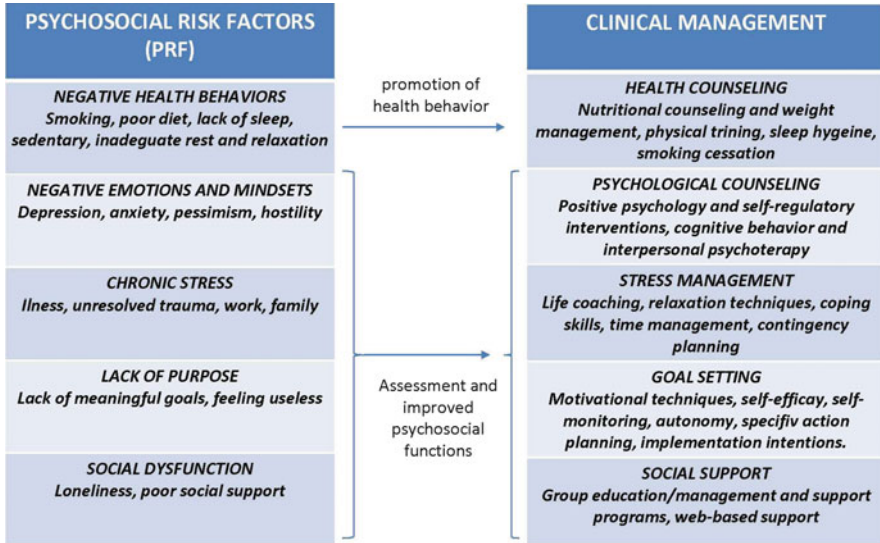 PSYCHOSOCIAL RISK FACTORS
(PRF)
NEGATIVE HEALTH BEHAVIORS
Smoking, poor diet, lack of sleep,
sedentary, inadequate rest and relaxation
NEGATIVE EMOTIONS AND MINDSETS
Depression, anxiety, pessimism, hostility
CHRONIC STRESS
Ilness, unresolved trauma, work, family
LACK OF PURPOSE
Lack of meaningful goals, feeling useless
SOCIAL DYSFUNCTION
Loneliness, poor social support
promotion of
health behavior
Assessment and
improved
psychosocial
functions
CLINICAL MANAGEMENT
HEALTH COUNSELING
Nutritional counseling and weight
management, physical trining, sleep hygeine,
smoking cessation
PSYCHOLOGICAL COUNSELING
Positive psychology and self-regulatory
interventions, cognitive behavior and
interpersonal psychoterapy
STRESS MANAGEMENT
Life coaching, relaxation techniques, coping
skills, time management, contingency
planning
GOAL SETTING
Motivational techniques, self-efficay, self-
monitoring, autonomy, specifiv action
planning, implementation intentions.
SOCIAL SUPPORT
Group education/management and support
programs, web-based support